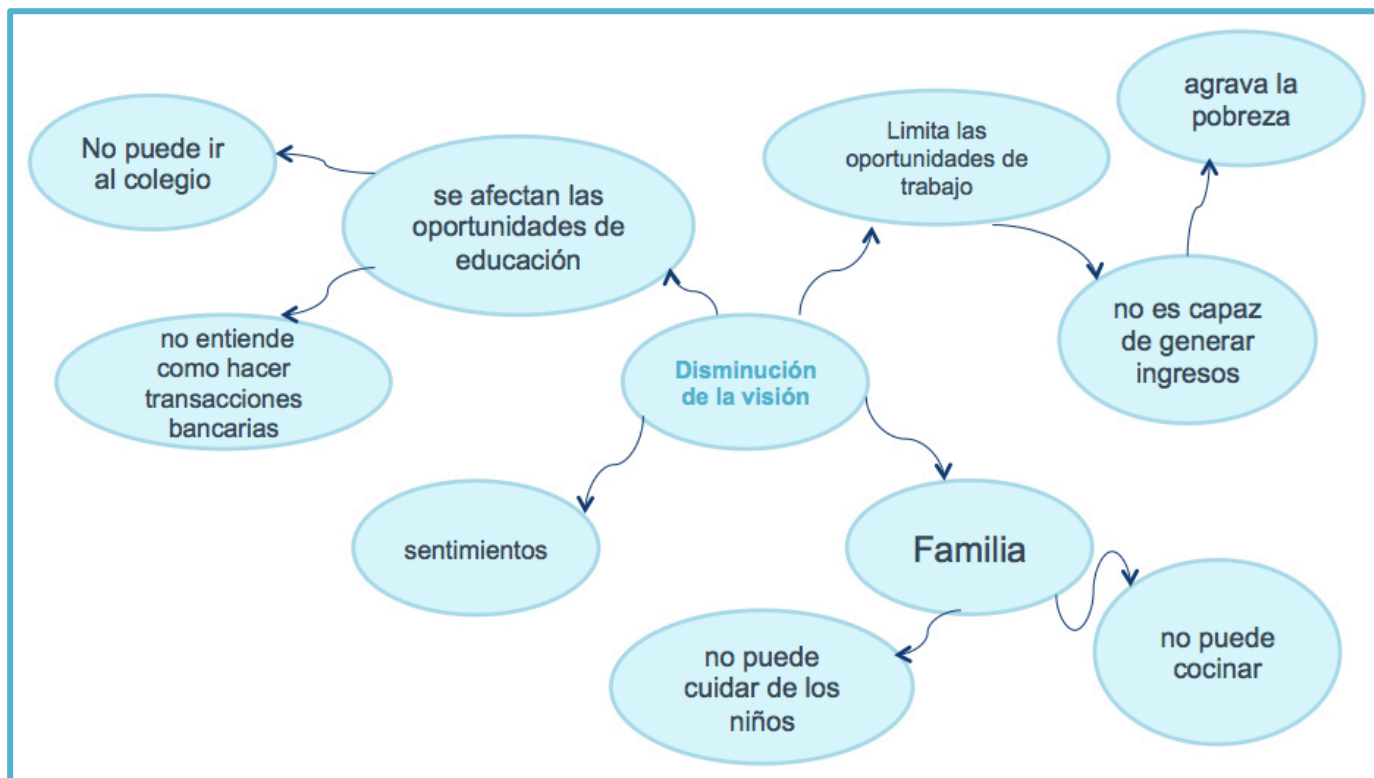 No puede ir
al colegio
se afectan las
oportunidades de
educación
Limita las
oportunidades de
trabajo
agrava la
pobreza
no entiende
como hacer
transacciones
bancarias
Disminución
de la visión
no es capaz
de generar
ingresos
sentimientos
Familia
no puede
cuidar de los
niños
no puede
cocinar